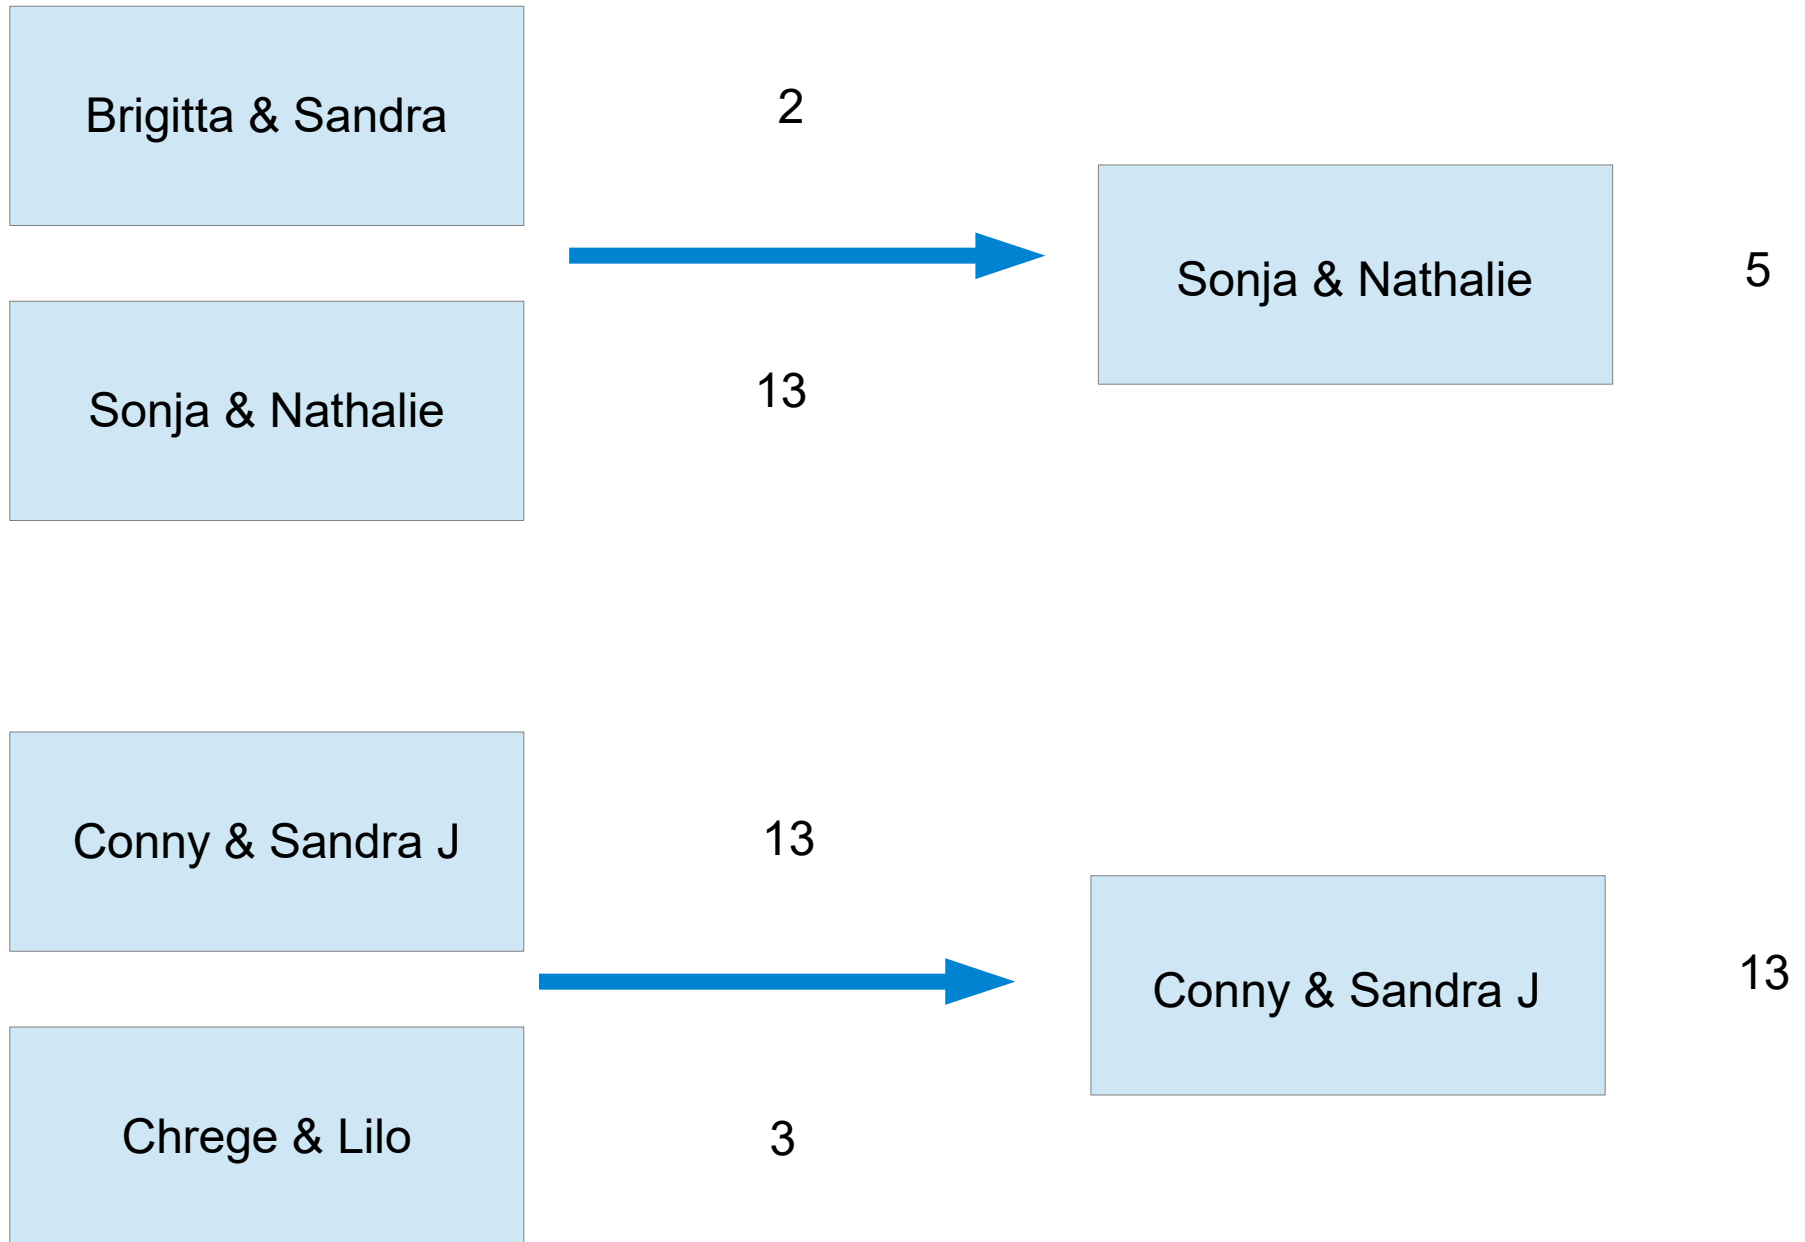 Brigitta & Sandra
2
Sonja & Nathalie
5
Sonja & Nathalie
13
Conny & Sandra J
13
Conny & Sandra J
13
Chrege & Lilo
3